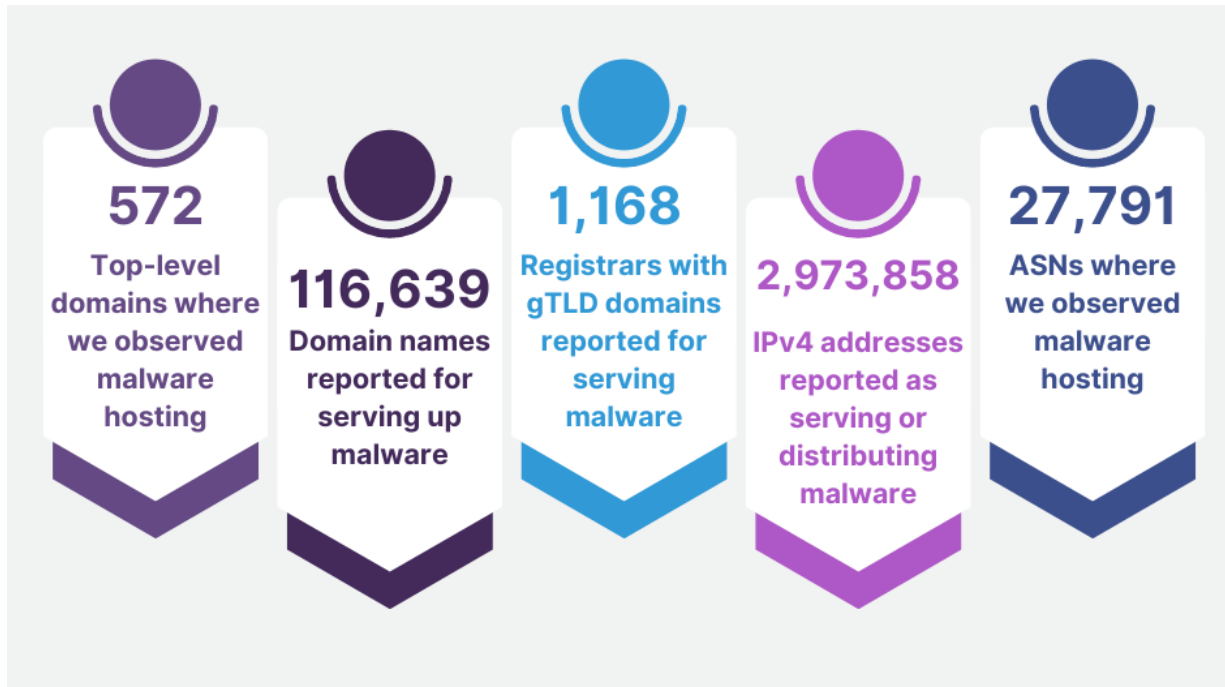 572
Top-level
domains where
we observed
malware
hosting
116,639
Domain names
reported for
serving up
malware
1,168
Registrars with
gTLD domains
reported for
serving
malware
2,973,858
IPv4 addresses
reported as
serving or
distributing
malware
27,791
ASNs where
we observed
malware
hosting